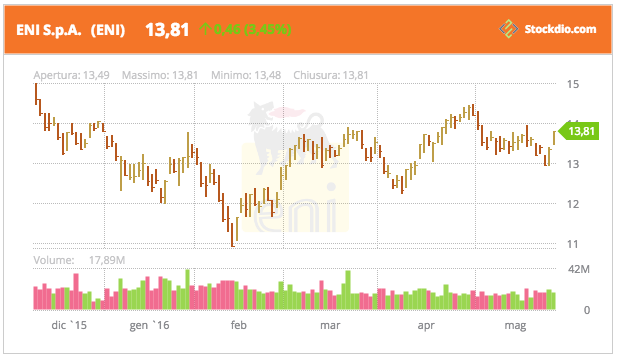 ENI S.p.A. (ENI) 13,81 0,46 (3,45%) Stockdio.com
Apertura: 13,49 Massimo: 13,81 Minimo: 13,48 Chiusura: 13,81
15
14
13,81
13
12
11
eni
Volume: 17,89M
42M
0
dic `15 gen `16 feb mar apr mag